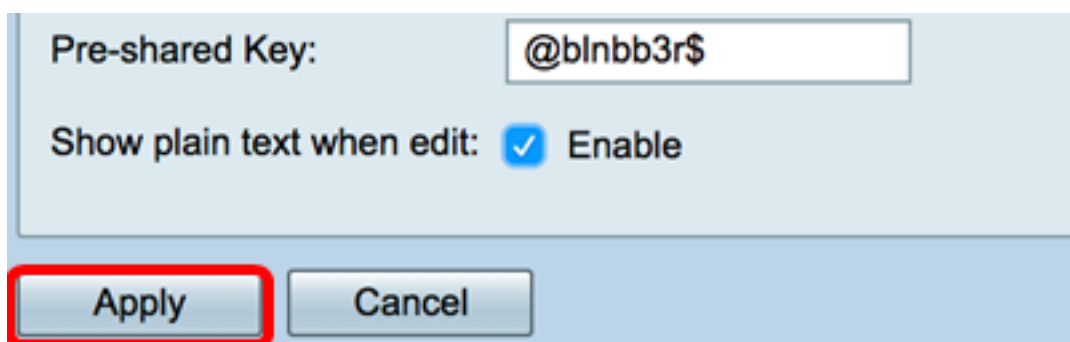 Pre-shared Key: @blnbb3r$
Show plain text when edit: Enable
Apply Cancel